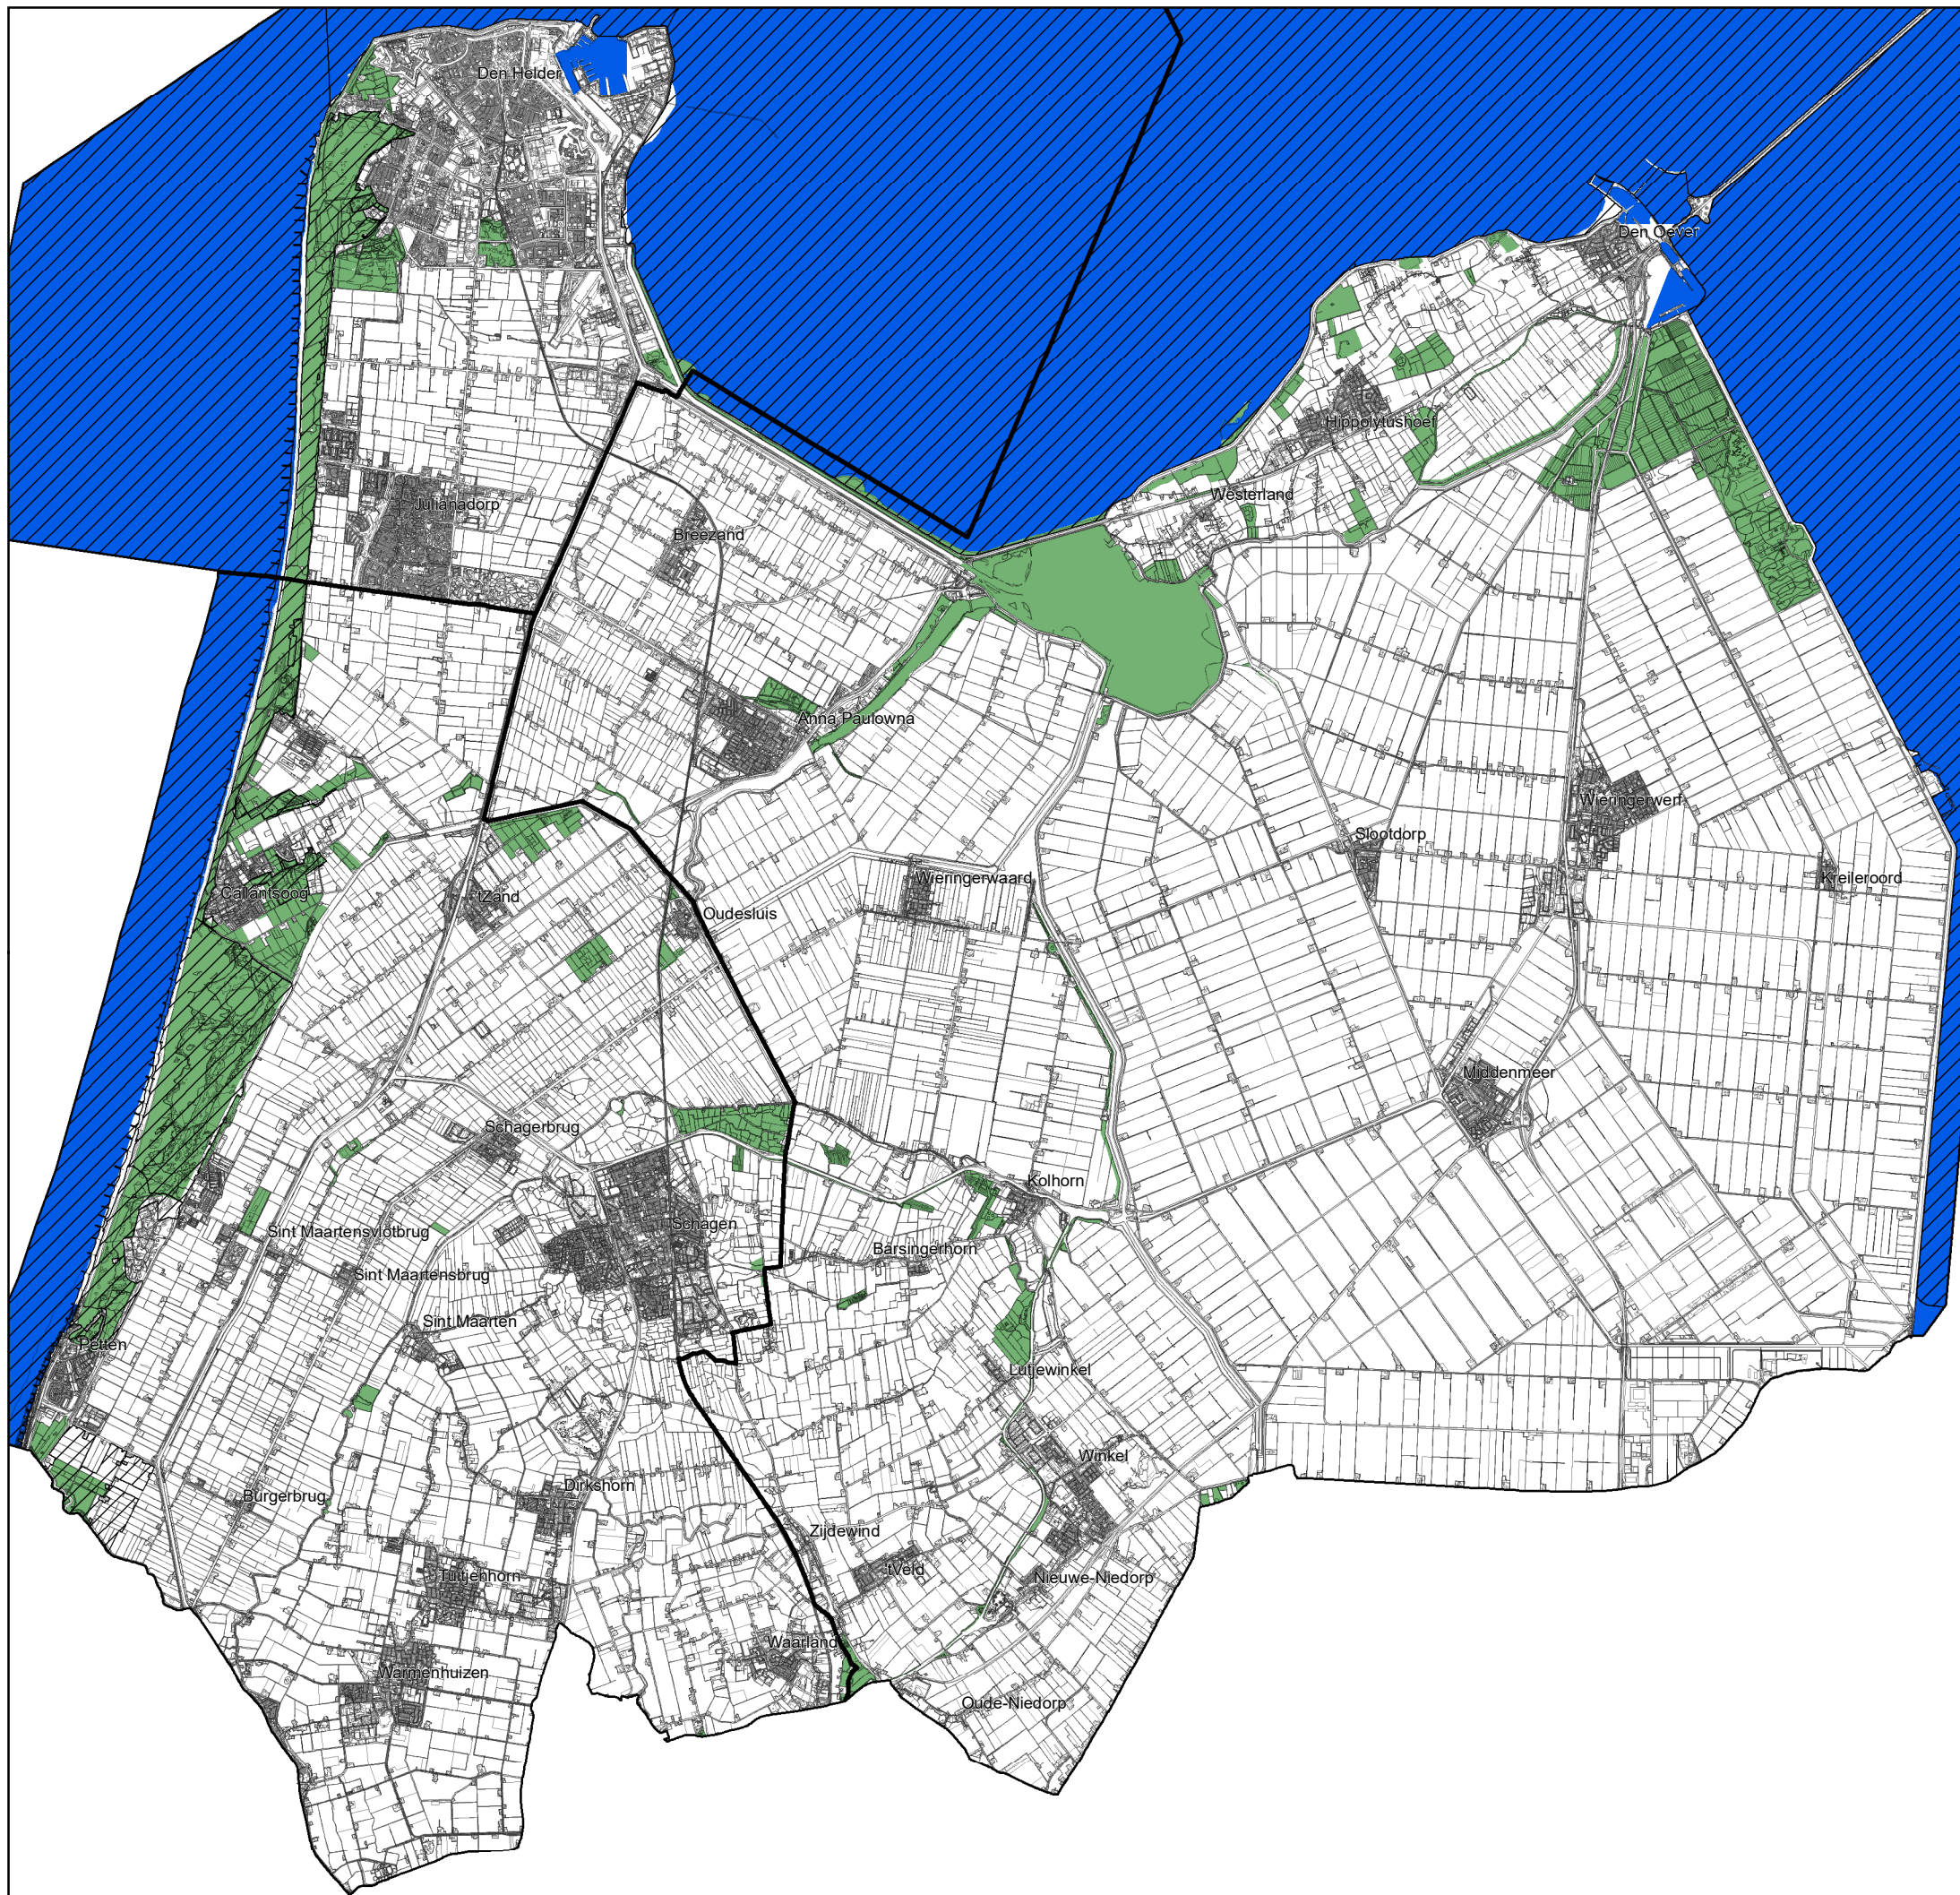 Den Helder
Den Oever
Hippolytushoef
Westerland
Julianadorp
Breezand
Anna Paulowna
Wieringerwerf
Slootdorp
Wieringerwaard
Kreileroord
Callantsoog
tZand
Oudesluis
Middenmeer
Schagerbrug
Kolhorn
Schagen
Sint Maartensvlotbrug
Barsingerhorn
Sint Maartensbrug
Sint Maarten
Petten
Lutjewinkel
Winkel
Dirkshorn
Burgerbrug
Zijdewind
tVeld
Tuitjenhorn
Nieuwe-Niedorp
Waarland
Warmenhuizen
Oude-Niedorp